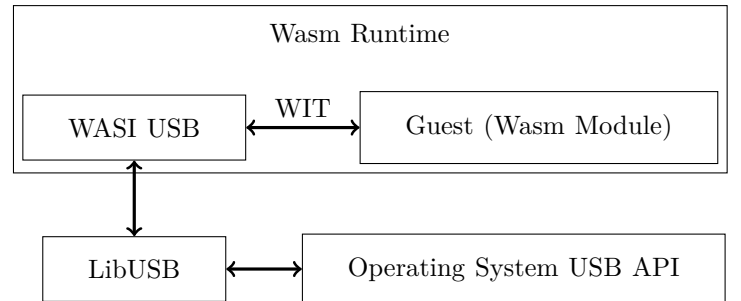 Wasm Runtime
WASI USB
WIT
Guest (Wasm Module)
LibUSB
Operating System USB API